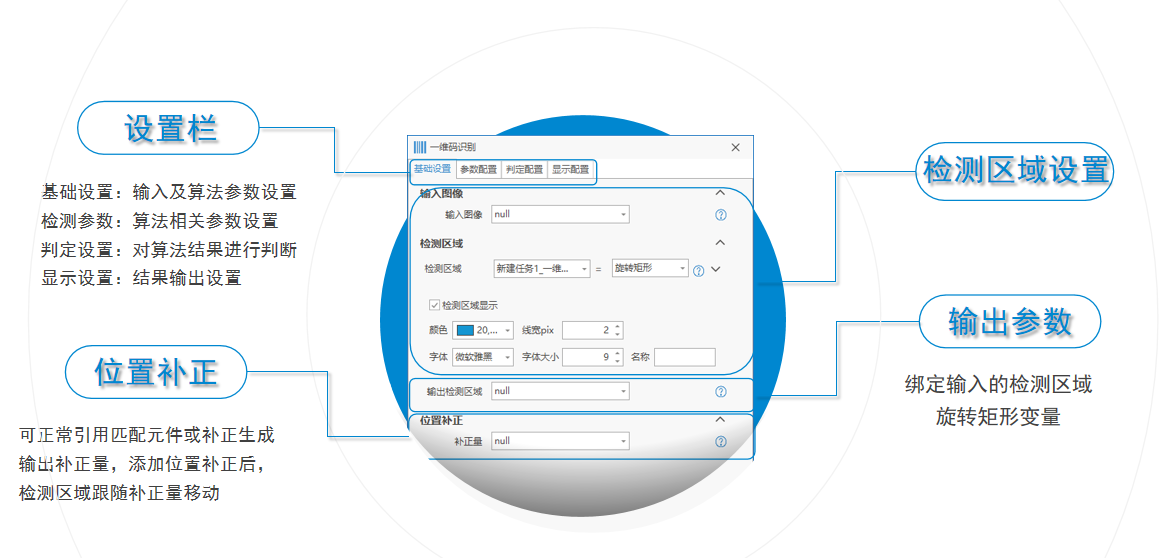 设置栏
基础设置：输入及算法参数设置
检测参数：算法相关参数设置
判定设置：对算法结果进行判断
显示设置：结果输出设置
位置补正
可正常引用匹配元件或补正生成
输出补正量，添加位置补正后，
检测区域跟随补正量移动
一维码识别
基础设置 参数配置 判定配置 显示配置
输入图像
输入图像 null
检测区域
检测区域 新建任务1_一维... = 旋转矩形
检测区域显示
颜色 20,... 线宽pix 2
字体 微软雅黑 字体大小 9 名称
输出检测区域 null
位置补正
补正量 null
检测区域设置
输出参数
绑定输入的检测区域
旋转矩形变量